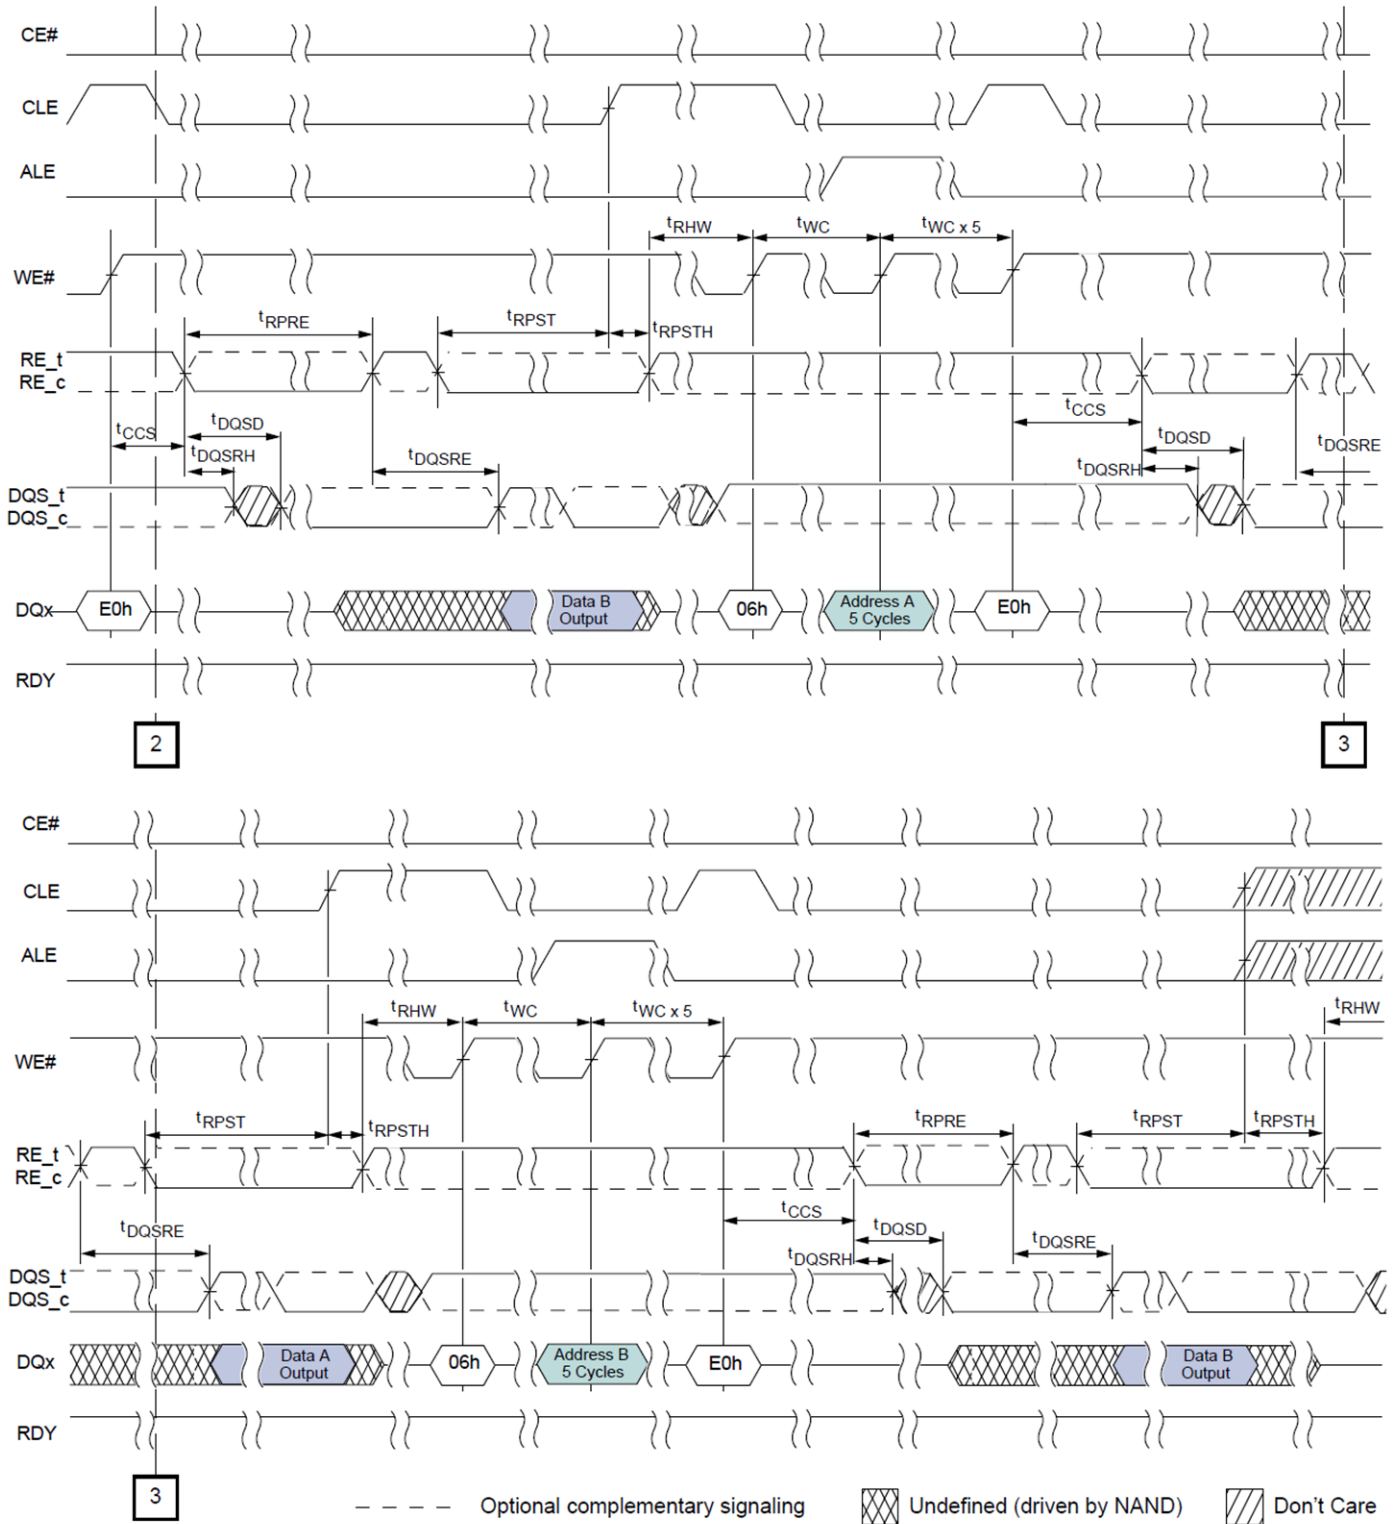 CE#
CLE
ALE
tRHW tWC tWC x 5
WE#
tRPRE tRPST tRPSTH
RE_t
RE_c
tCCS tDQSD tCCS tDQSD
tDQSRH tDQSRE tDQSRH tDQSRE
DQS_t
DQS_c
DQx E0h Data B Output 06h Address A 5 Cycles E0h
RDY
2 3
CE#
CLE
ALE
tRHW tWC tWC x 5 tRHW
WE#
tRPST tRPSTH tRPRE tRPST tRPSTH
RE_t
RE_c
tCCS
tDQSRE tDQSD tDQSRE
tDQSRH
DQS_t
DQS_c
DQx Data A Output 06h Address B 5 Cycles E0h Data B Output
RDY
3
Optional complementary signaling Undefined (driven by NAND) Don't Care